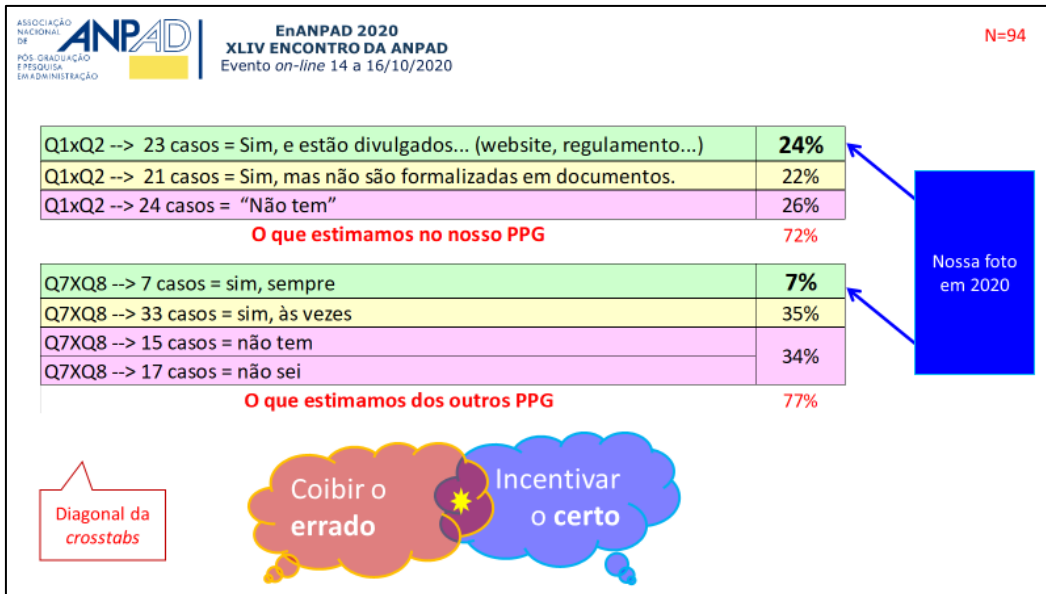 ASSOCIAÇÃO
NACIONAL
DE
PÓS-GRADUAÇÃO
E PESQUISA
EM ADMINISTRAÇÃO
ANPAD
EnANPAD 2020
XLIV ENCONTRO DA ANPAD
Evento on-line 14 a 16/10/2020
N=94
Q1xQ2 --> 23 casos = Sim, e estão divulgados... (website, regulamento...) 24%
Q1xQ2 --> 21 casos = Sim, mas não são formalizadas em documentos. 22%
Q1xQ2 --> 24 casos = “Não tem” 26%
O que estimamos no nosso PPG 72%
Q7XQ8 --> 7 casos = sim, sempre 7%
Q7XQ8 --> 33 casos = sim, às vezes 35%
Q7XQ8 --> 15 casos = não tem
34%
Q7XQ8 --> 17 casos = não sei
O que estimamos dos outros PPG 77%
Nossa foto
em 2020
Diagonal da
crosstabs
Coibir o
errado
Incentivar
o certo